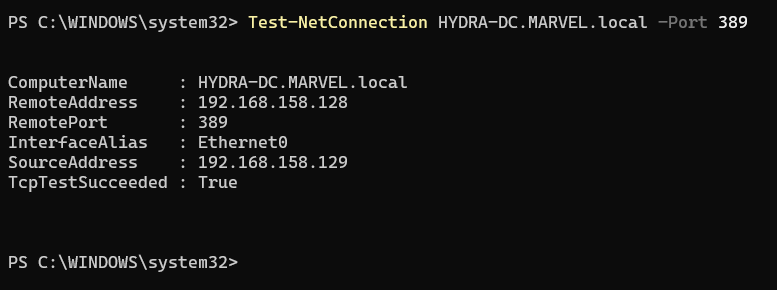 PS C:\WINDOWS\system32> Test-NetConnection HYDRA-DC.MARVEL.local -Port 389
ComputerName     : HYDRA-DC.MARVEL.local
RemoteAddress    : 192.168.158.128
RemotePort       : 389
InterfaceAlias   : Ethernet0
SourceAddress    : 192.168.158.129
TcpTestSucceeded : True
PS C:\WINDOWS\system32>